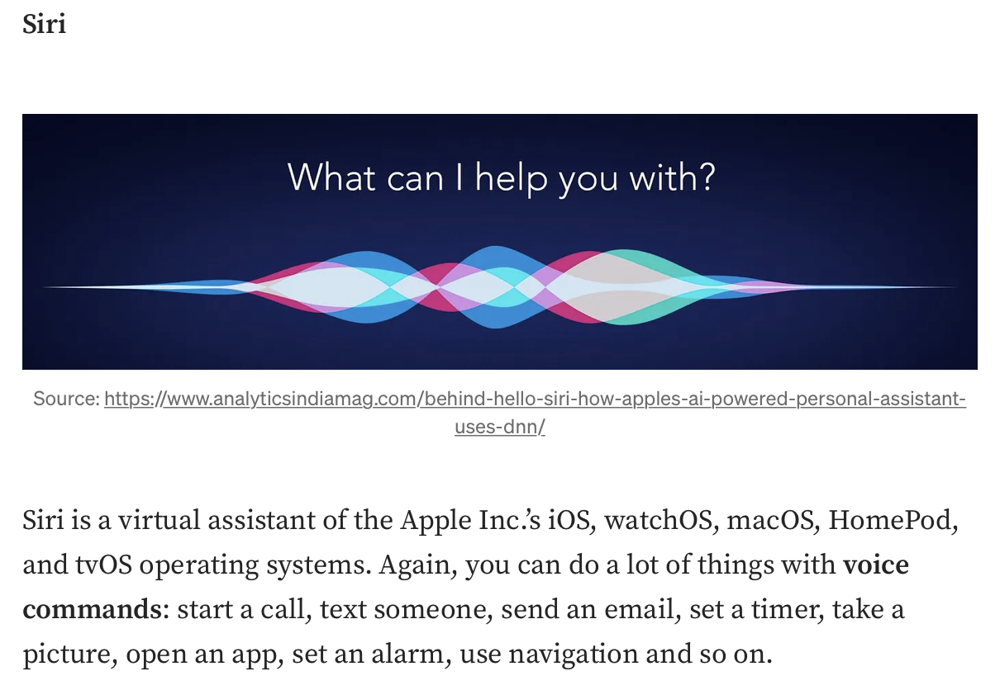 Siri
What can I help you with?
Source: https://www.analyticsindiamag.com/behind-hello-siri-how-apples-ai-powered-personal-assistant-
uses-dnn/
Siri is a virtual assistant of the Apple Inc.’s iOS, watchOS, macOS, HomePod,
and tvOS operating systems. Again, you can do a lot of things with voice
commands: start a call, text someone, send an email, set a timer, take a
picture, open an app, set an alarm, use navigation and so on.